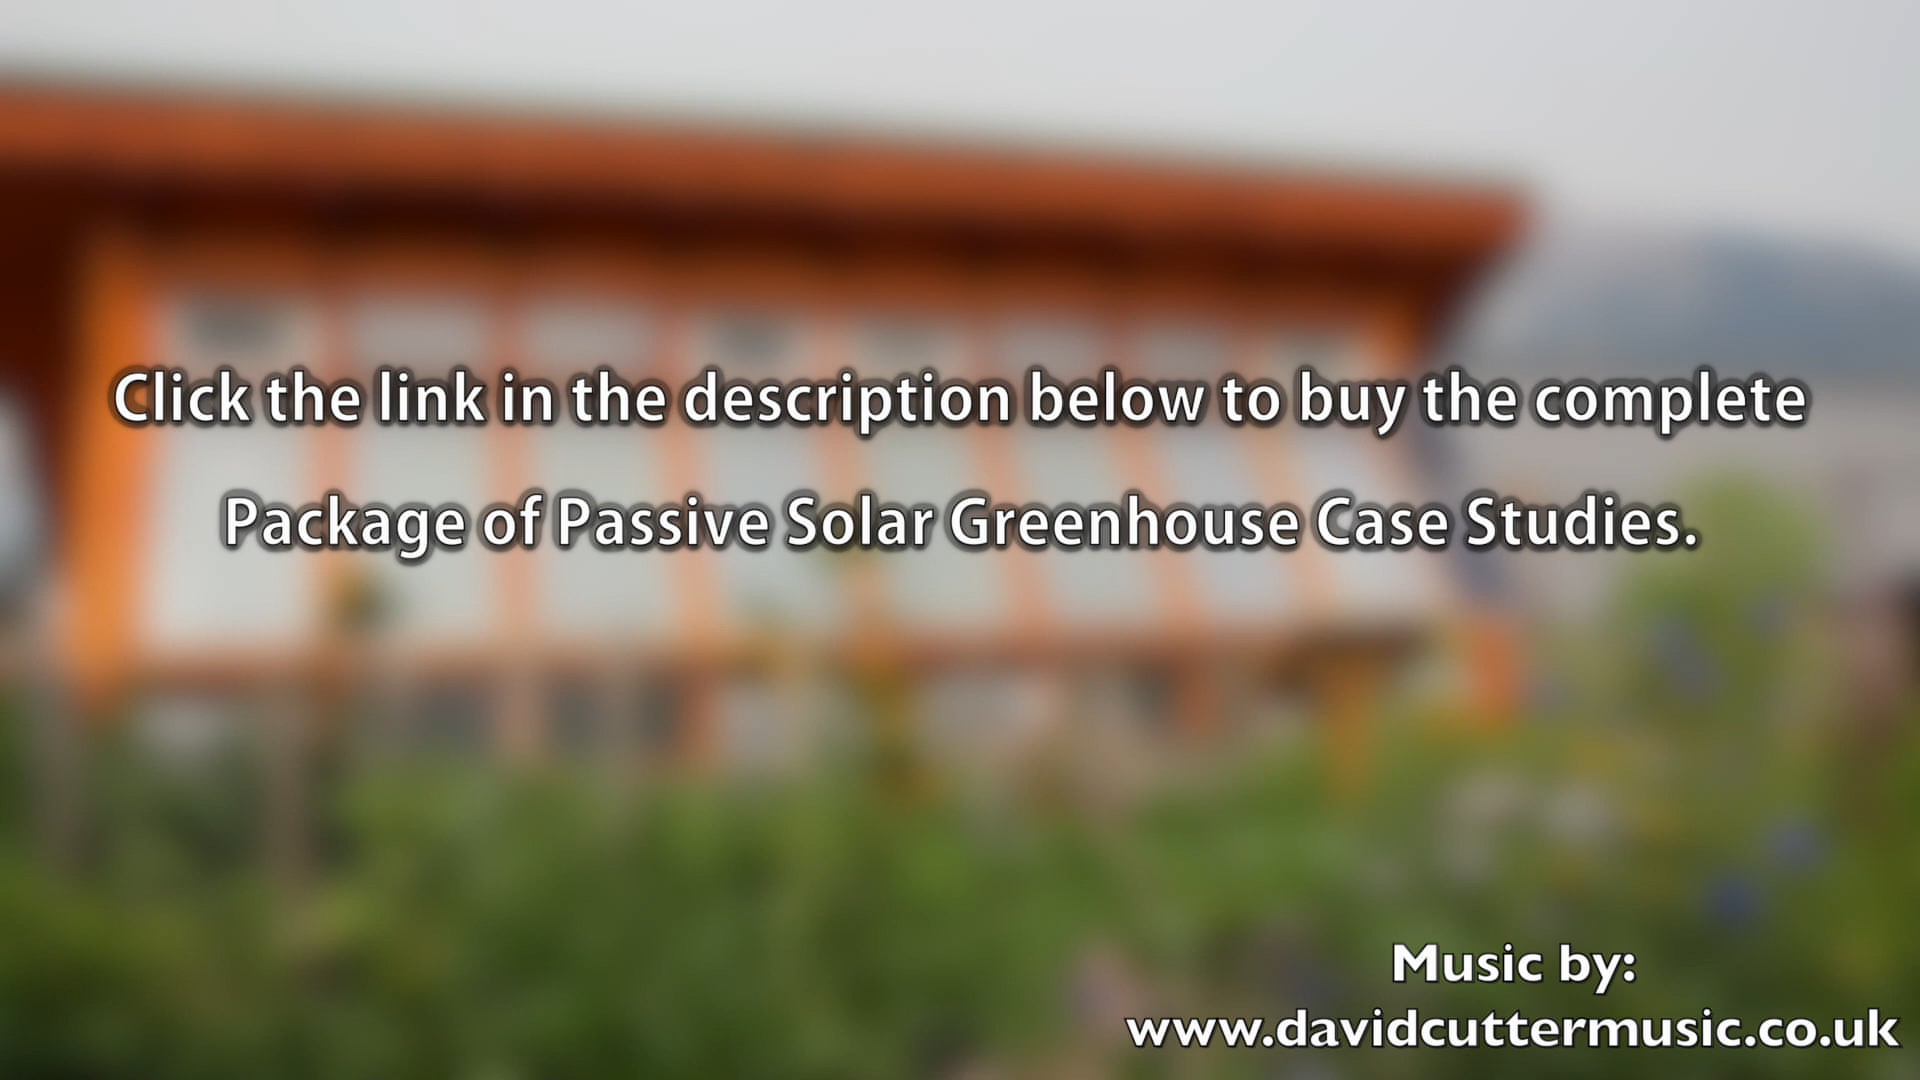 Click the link in the description below to buy the complete
Package of Passive Solar Greenhouse Case Studies.
Music by:
www.davidcuttermusic.co.uk